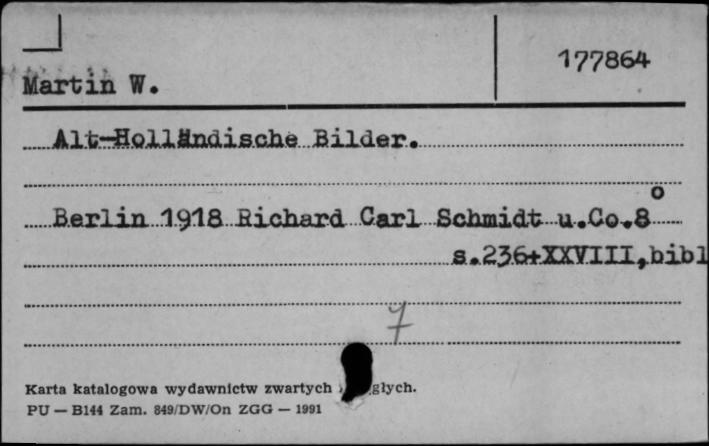 177864
Martin W.
Alt-Holländische Bilder.
Berlin 1918 Richard Carl Schmidt u.Co.8°
s.236+XXVIII,bibl
7
Karta katalogowa wydawnictw zwartych głych.
PU — B144 Zam. 849/DW/On ZGG — 1991